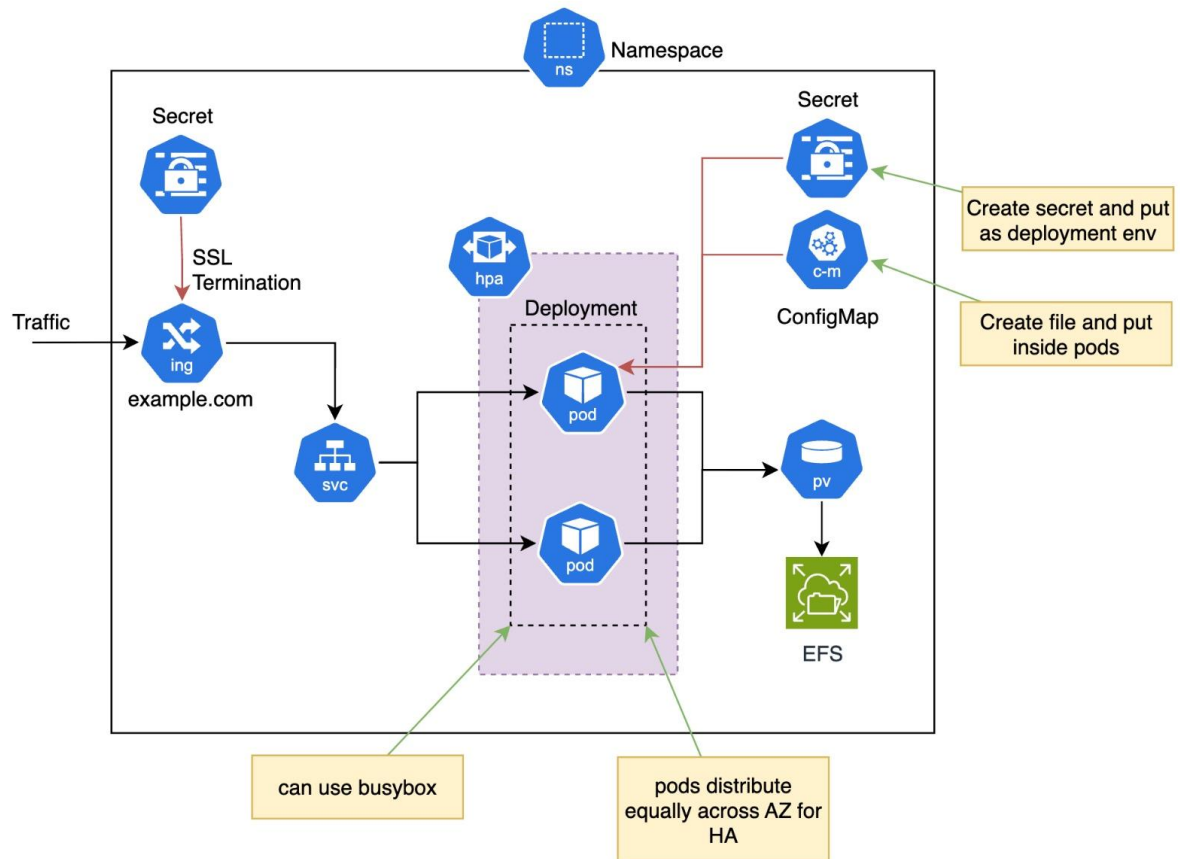 ns
Namespace
Secret
Secret
Create secret and put
as deployment env
SSL
Termination
hpa
c-m
Deployment
ConfigMap
Traffic
ing
Create file and put
inside pods
example.com
pod
svc
pv
pod
EFS
can use busybox
pods distribute
equally across AZ for
HA